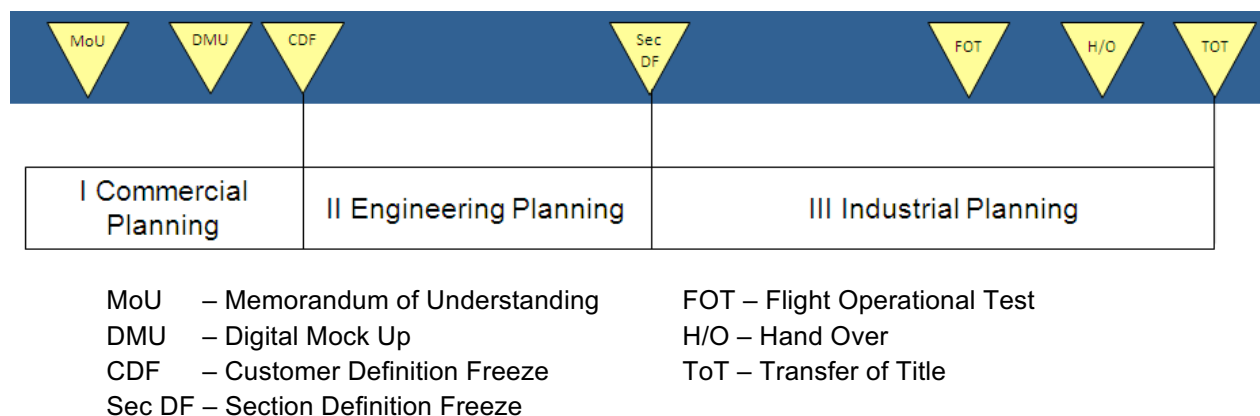 MoU
DMU
CDF
Sec
DF
FOT
H/O
TOT
I Commercial
Planning
II Engineering Planning
III Industrial Planning
MoU – Memorandum of Understanding
DMU – Digital Mock Up
CDF – Customer Definition Freeze
Sec DF – Section Definition Freeze
FOT – Flight Operational Test
H/O – Hand Over
ToT – Transfer of Title